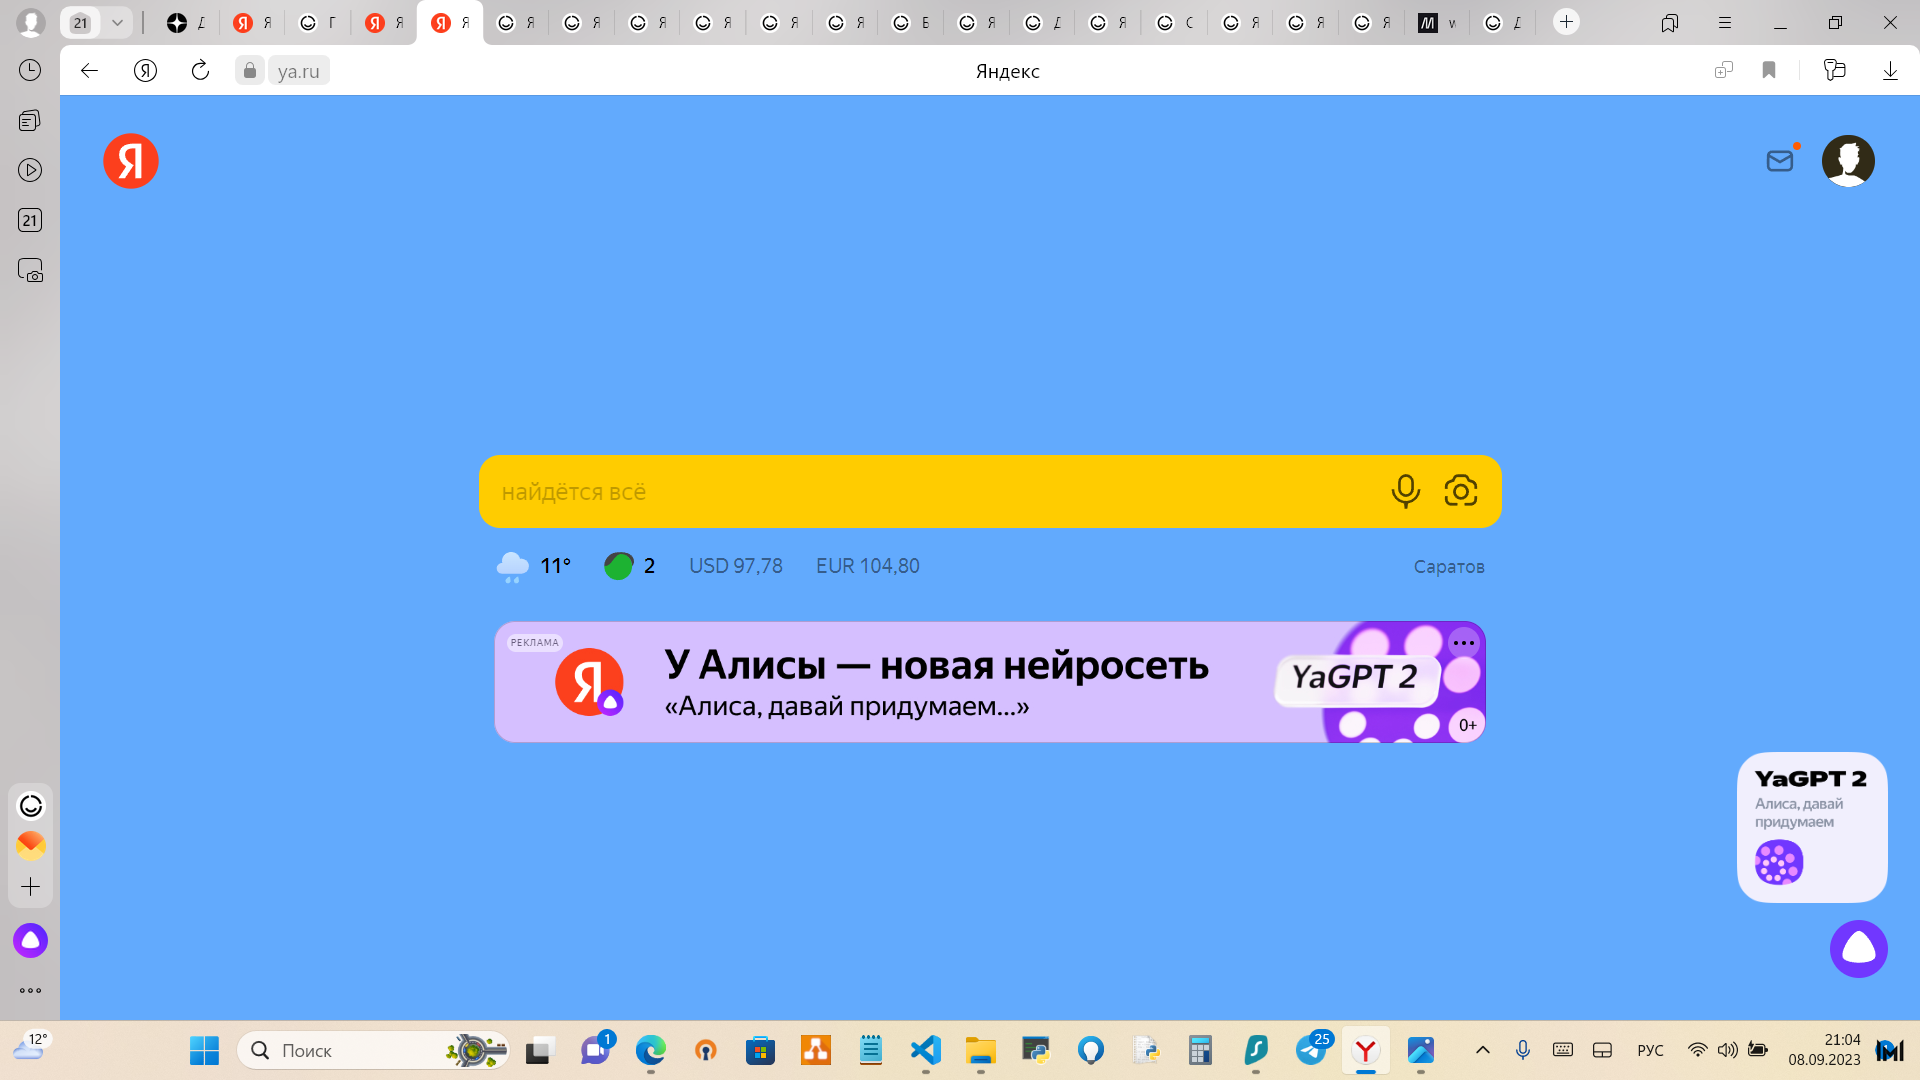 21
Д
Я
Г
Я
Я
Я
Я
Я
Я
Я
Я
Е
Я
Д
Я
С
Я
Я
Я
w
Д
ya.ru
Яндекс
21
найдётся всё
11°
2
USD 97,78
EUR 104,80
Саратов
РЕКЛАМА
У Алисы — новая нейросеть
«Алиса, давай придумаем...»
YaGPT 2
0+
YaGPT 2
Алиса, давай
придумаем
12°
Поиск
1
25
РУС
21:04
08.09.2023